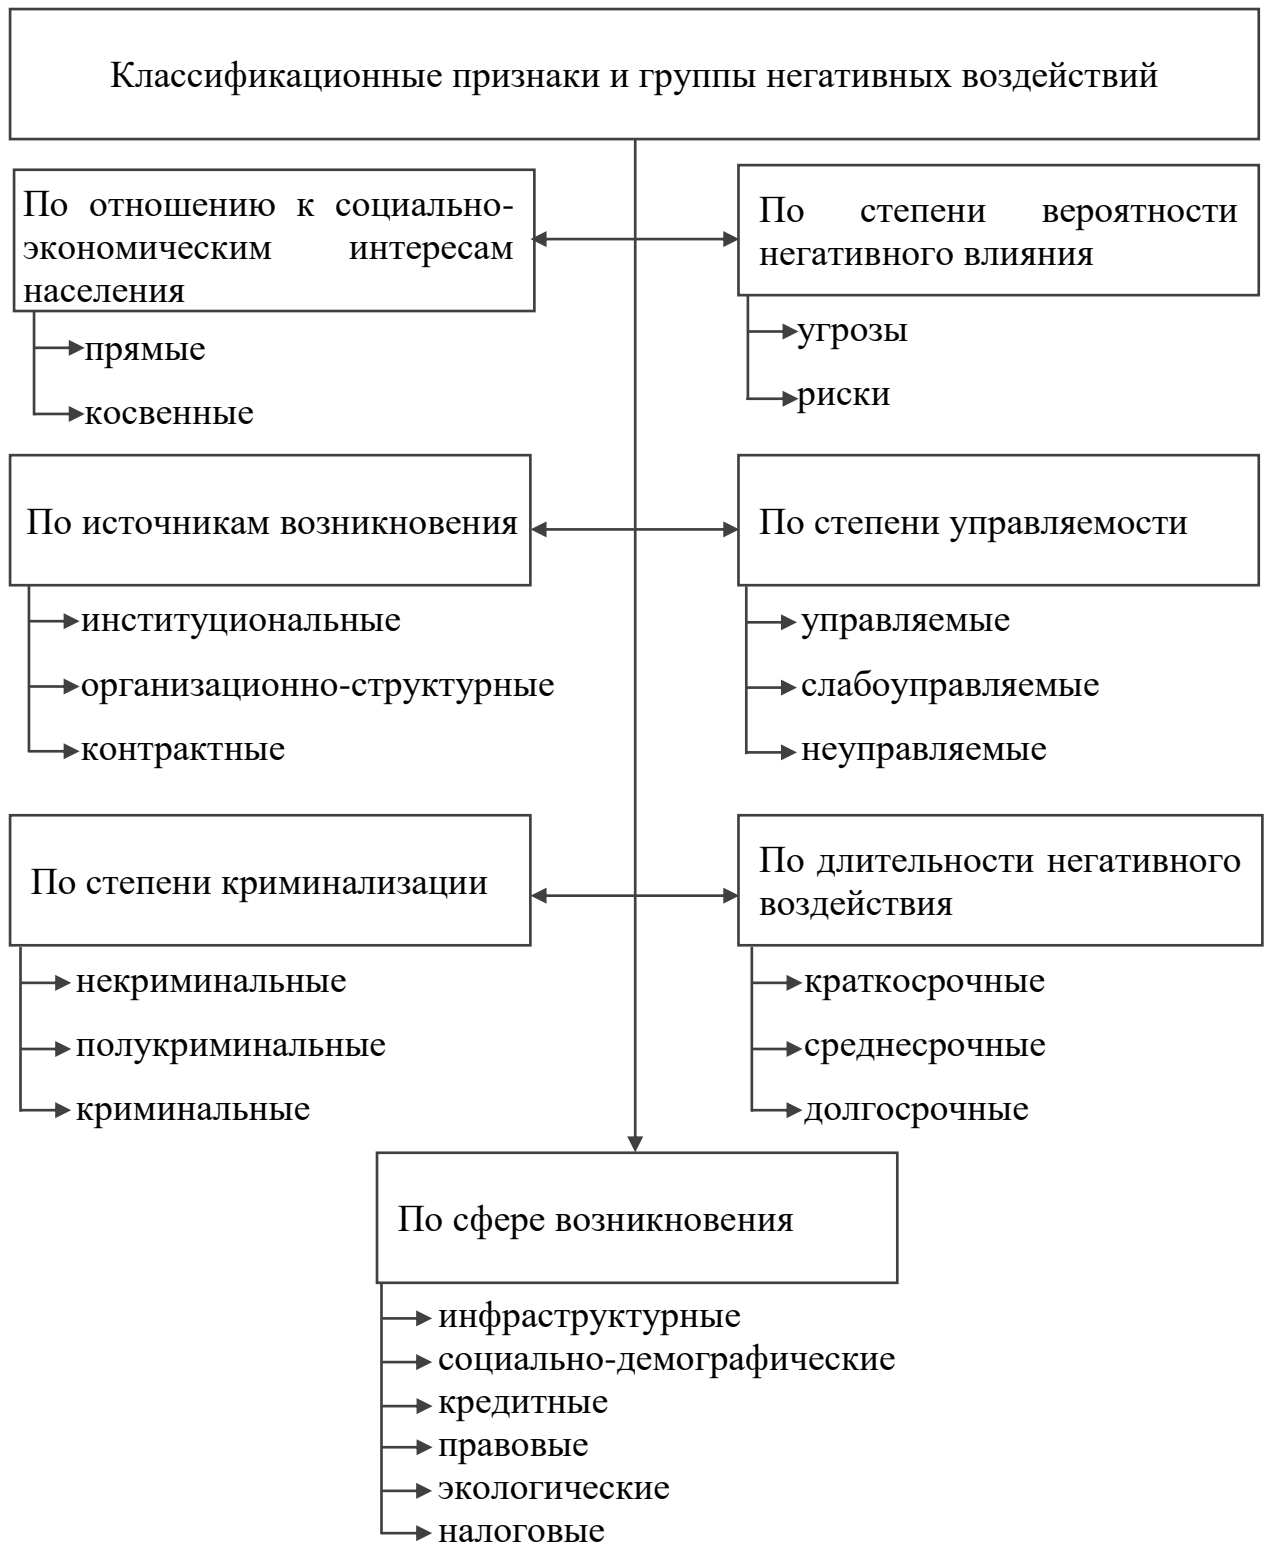 Классификационные признаки и группы негативных воздействий
По отношению к социально-
экономическим интересам
населения
прямые
косвенные
По степени вероятности
негативного влияния
угрозы
риски
По источникам возникновения
институциональные
организационно-структурные
контрактные
По степени управляемости
управляемые
слабоуправляемые
неуправляемые
По степени криминализации
некриминальные
полукриминальные
криминальные
По длительности негативного
воздействия
краткосрочные
среднесрочные
долгосрочные
По сфере возникновения
инфраструктурные
социально-демографические
кредитные
правовые
экологические
налоговые